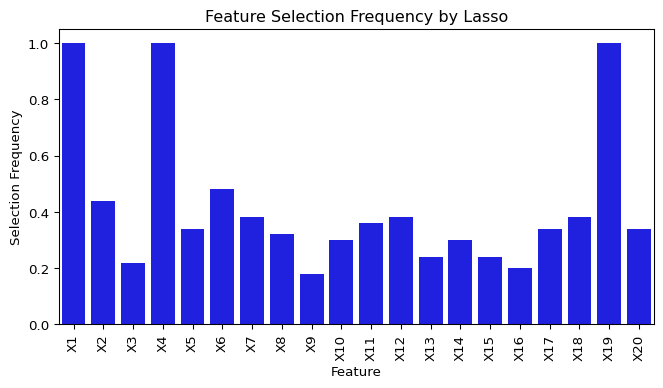 Feature Selection Frequency by Lasso
Selection Frequency
1.0
0.8
0.6
0.4
0.2
0.0
X1 X2 X3 X4 X5 X6 X7 X8 X9 X10 X11 X12 X13 X14 X15 X16 X17 X18 X19 X20
Feature